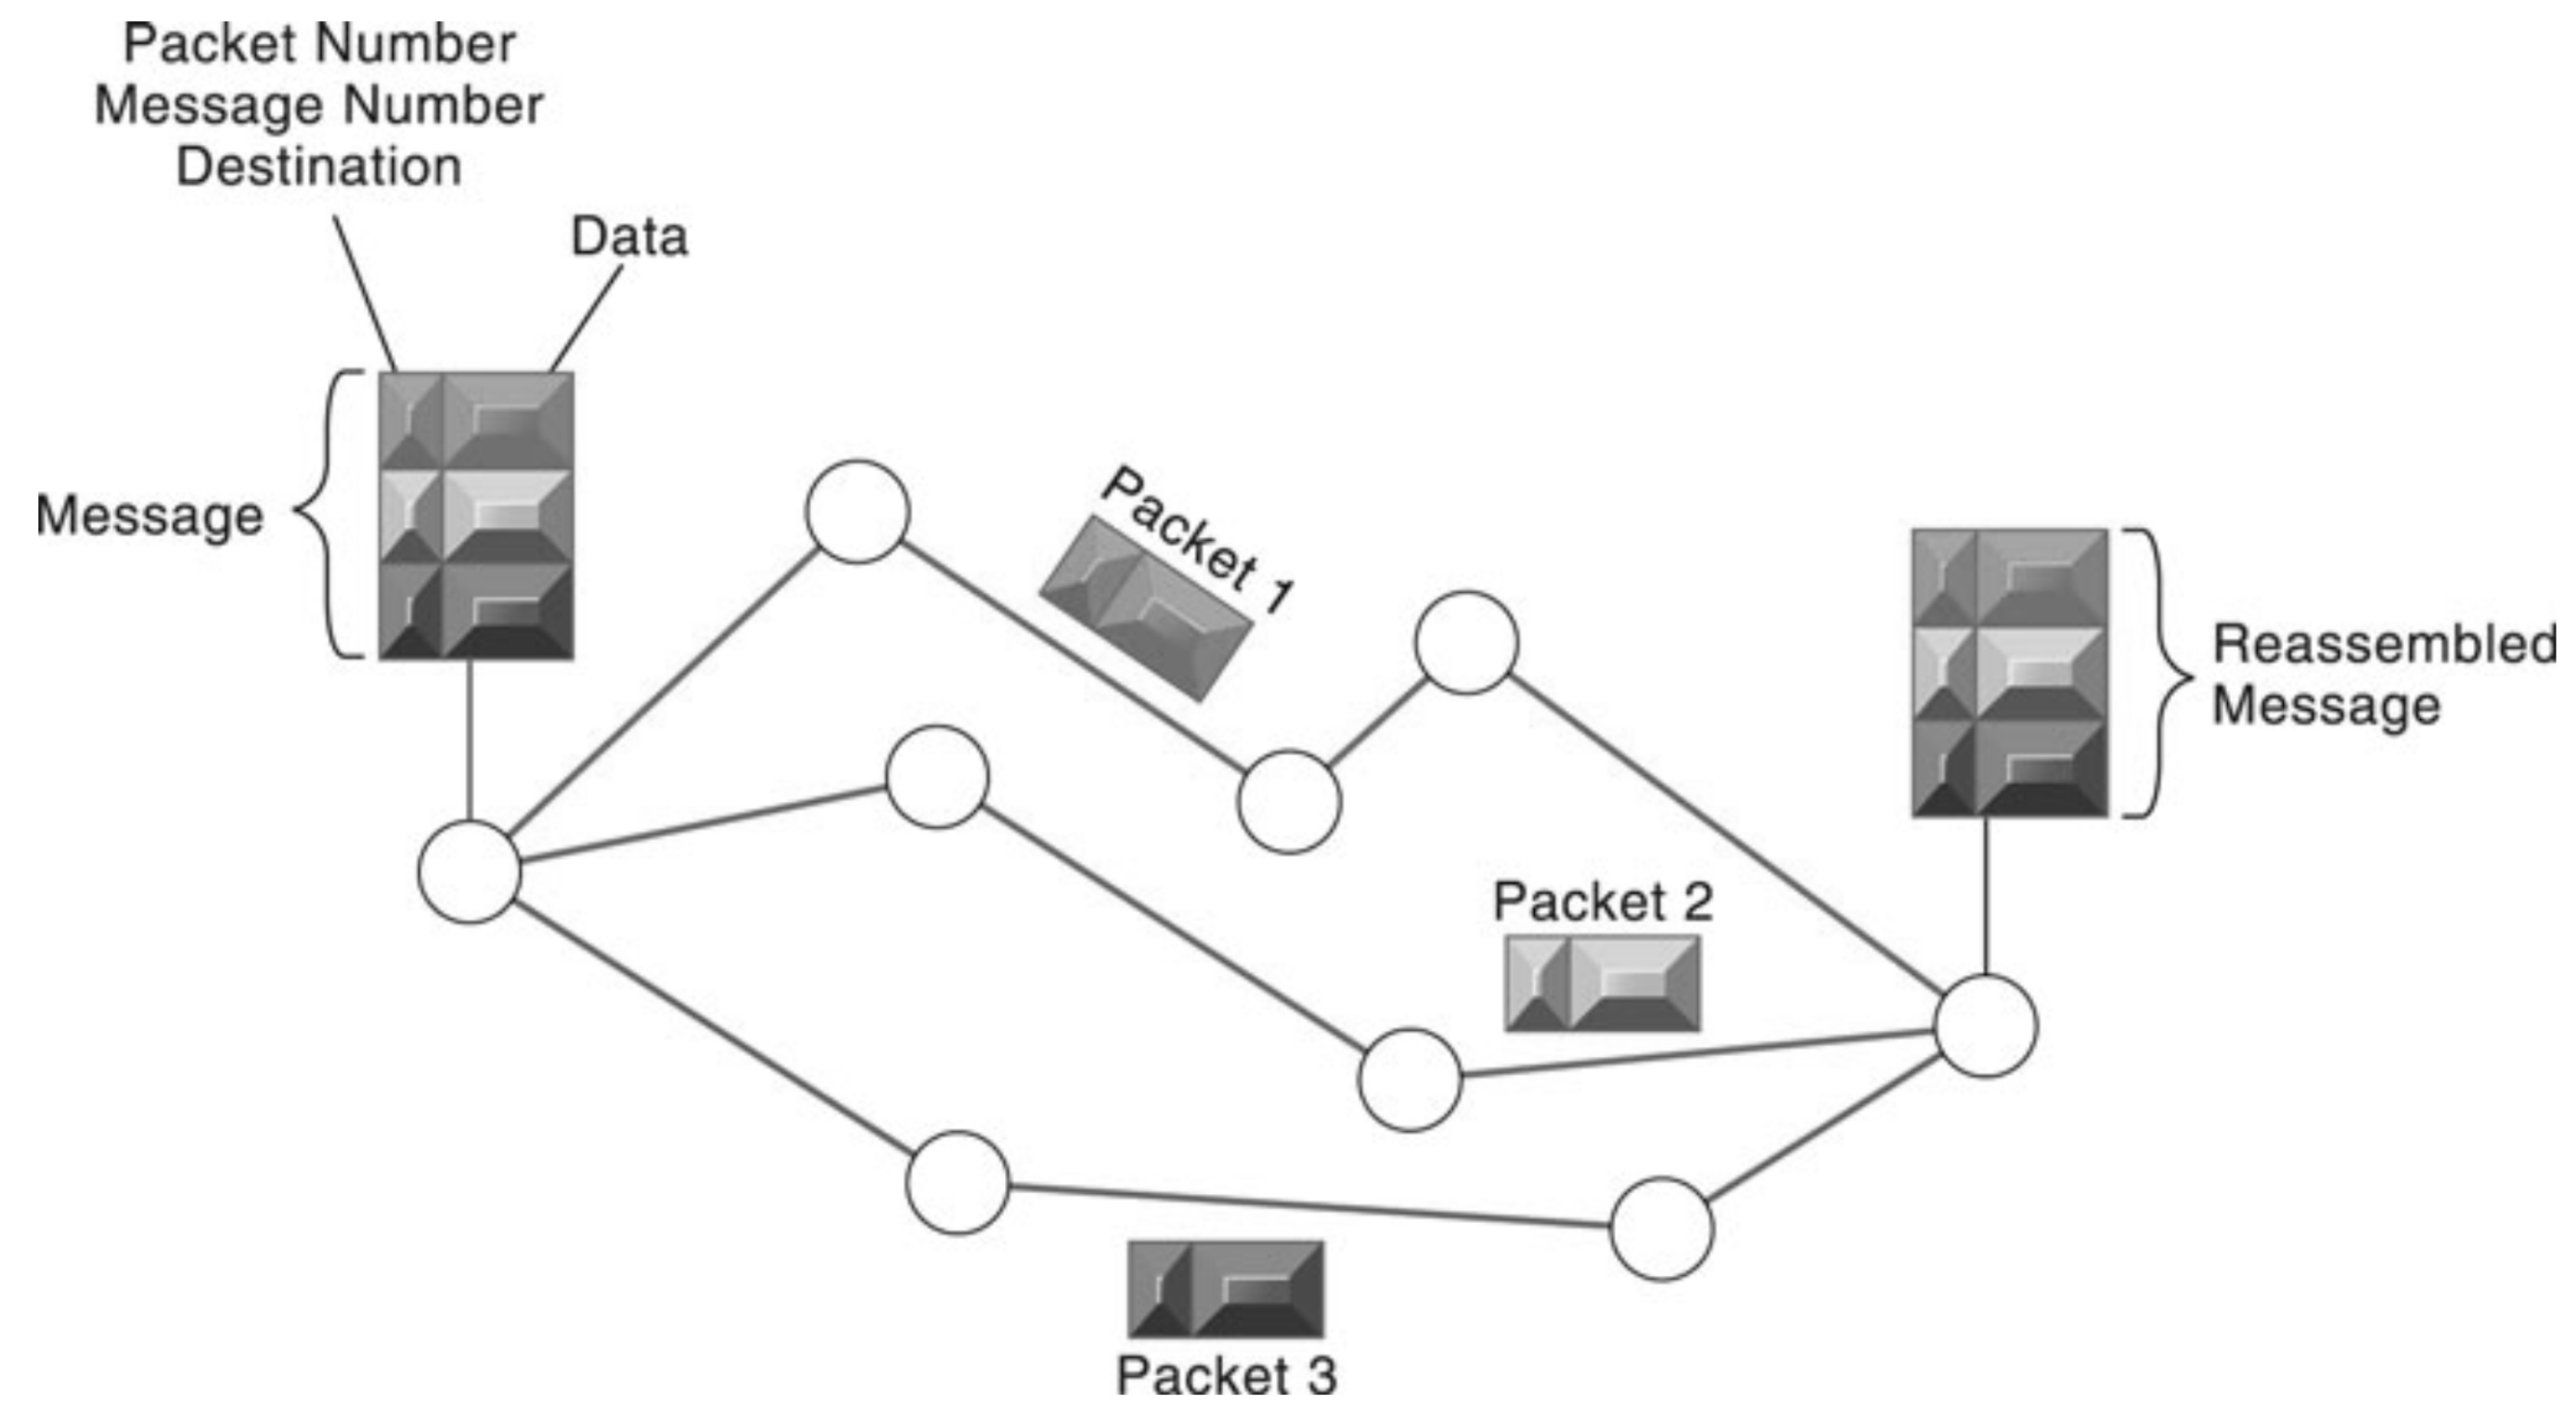 Packet Number
Message Number
Destination
Data
Message
Packet 1
Reassembled
Message
Packet 2
Packet 3